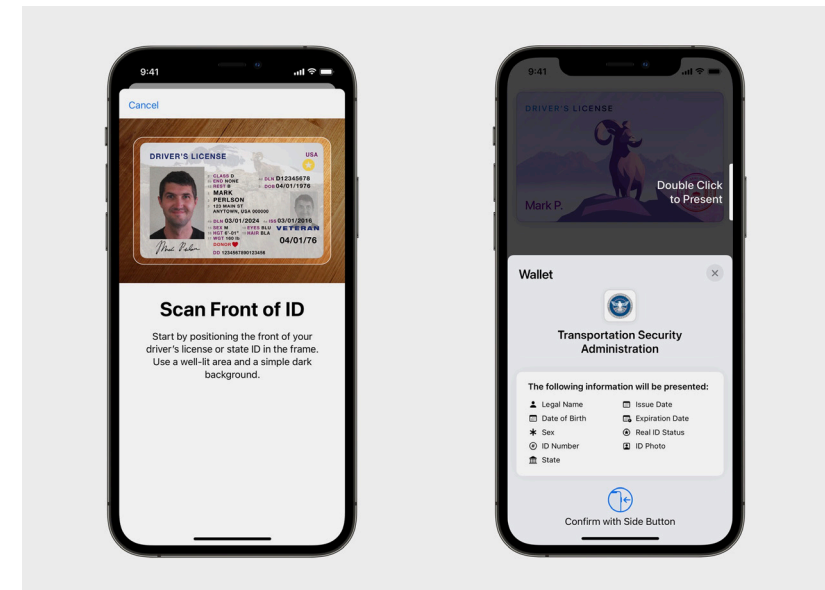 9:41
Cancel
DRIVER'S LICENSE
USA
CLASS D
END NONE
REST B
DLN D12345678
DOB 04/01/1976
MARK
PERLSON
123 MAIN ST
ANYTOWN, USA 000000
DLN 03/01/2024
ISS 03/01/2016
SEX M
EYES BLU
VETERAN
HGT 6'-01"
HAIR BLA
WGT 160 lb
DONOR
04/01/76
DD 1234567890123456
Scan Front of ID
Start by positioning the front of your
driver's license or state ID in the frame.
Use a well-lit area and a simple dark
background.
9:41
DRIVER'S LICENSE
Mark P.
Double Click
to Present
Wallet
Transportation Security
Administration
The following information will be presented:
Legal Name
Date of Birth
Sex
ID Number
State
Issue Date
Expiration Date
Real ID Status
ID Photo
Confirm with Side Button